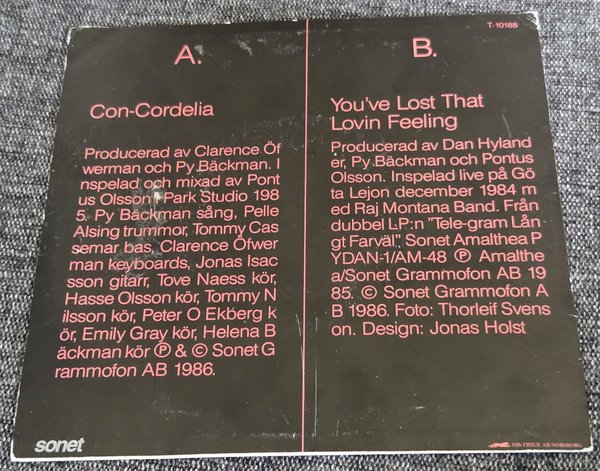 T-10168
A.
Con-Cordelia
Producerad av Clarence Öf
werman och Py Bäckman. I
nspelad och mixad av Pont
us Olsson i Park Studio 198
5. Py Bäckman sång, Pelle
Alsing trummor, Tommy Cas
semar bas, Clarence Öfwer
man keyboards, Jonas Isac
sson gitarr, Tove Naess kör,
Hasse Olsson kör, Tommy N
ilsson kör, Peter O Ekberg k
ör, Emily Gray kör, Helena B
äckman kör Ⓟ & © Sonet G
rammofon AB 1986.
sonet
B.
You've Lost That
Lovin Feeling
Producerad av Dan Hyland
er, Py Bäckman och Pontus
Olsson. Inspelad live på Gö
ta Lejon december 1984 m
ed Raj Montana Band. Från
dubbel LP:n "Tele-gram Lån
gt Farväl", Sonet Amalthea P
YDAN-1/AM-48 Ⓟ Amalthe
a/Sonet Grammofon AB 19
85. © Sonet Grammofon A
B 1986. Foto: Thorleif Svens
son. Design: Jonas Holst
MB-TRYCK AB NORSBORG